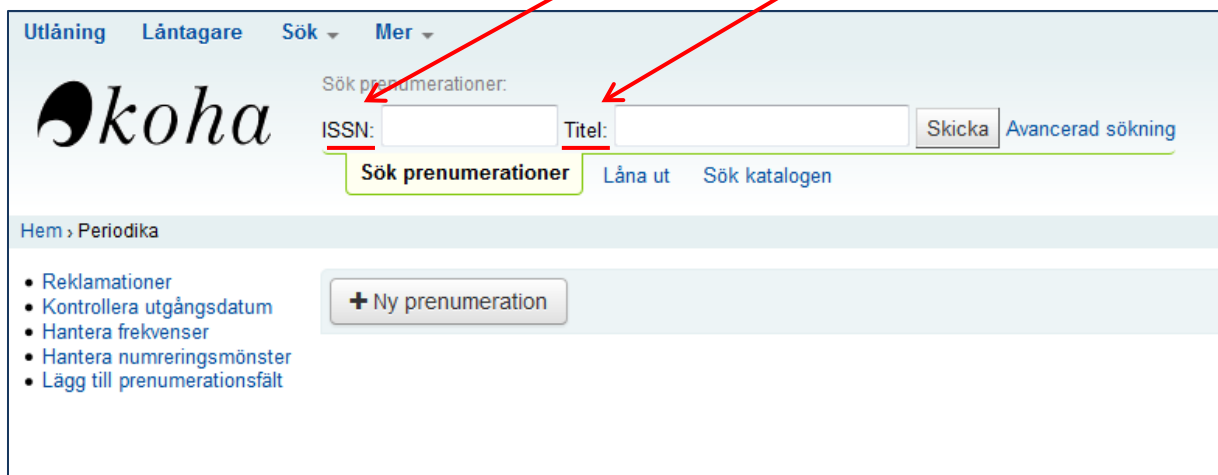 Utlåning Låntagare Sök Mer
koha
Sök prenumerationer:
ISSN: Titel: Skicka Avancerad sökning
Sök prenumerationer Låna ut Sök katalogen
Hem › Periodika
• Reklamationer
• Kontrollera utgångsdatum
• Hantera frekvenser
• Hantera numreringsmönster
• Lägg till prenumerationsfält
+ Ny prenumeration